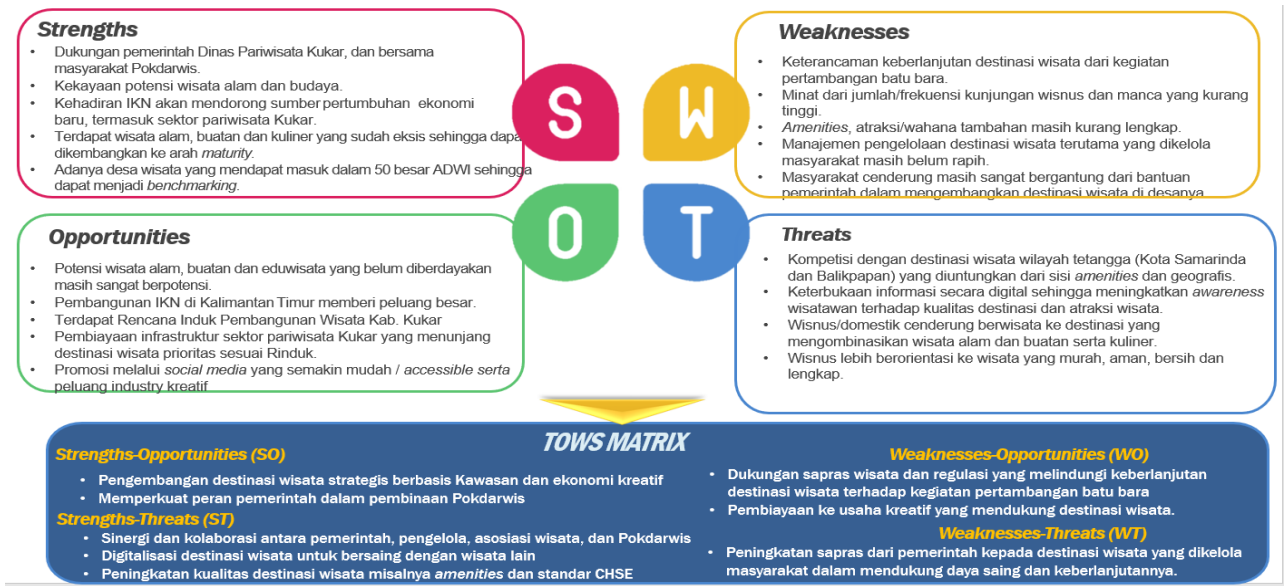 Strengths
• Dukungan pemerintah Dinas Pariwisata Kukar, dan bersama
masyarakat Pokdarwis.
• Kekayaan potensi wisata alam dan budaya.
• Kehadiran IKN akan mendorong sumber pertumbuhan ekonomi
baru, termasuk sektor pariwisata Kukar.
• Terdapat wisata alam, buatan dan kuliner yang sudah eksis sehingga dapa
dikembangkan ke arah maturity.
• Adanya desa wisata yang mendapat masuk dalam 50 besar ADWI sehingga
dapat menjadi benchmarking.
S
W
Weaknesses
• Keterancaman keberlanjutan destinasi wisata dari kegiatan
pertambangan batu bara.
• Minat dari jumlah/frekuensi kunjungan wisnus dan manca yang kurang
tinggi.
• Amenities, atraksi/wahana tambahan masih kurang lengkap.
• Manajemen pengelolaan destinasi wisata terutama yang dikelola
masyarakat masih belum rapih.
• Masyarakat cenderung masih sangat bergantung dari bantuan
pemerintah dalam mengembangkan destinasi wisata di desanya
Opportunities
• Potensi wisata alam, buatan dan eduwisata yang belum diberdayakan
masih sangat berpotensi.
• Pembangunan IKN di Kalimantan Timur memberi peluang besar.
• Terdapat Rencana Induk Pembangunan Wisata Kab. Kukar
• Pembiayaan infrastruktur sektor pariwisata Kukar yang menunjang
destinasi wisata prioritas sesuai Rinduk.
• Promosi melalui social media yang semakin mudah / accessible serta
peluang industry kreatif
O
T
Threats
• Kompetisi dengan destinasi wisata wilayah tetangga (Kota Samarinda
dan Balikpapan) yang diuntungkan dari sisi amenities dan geografis.
• Keterbukaan informasi secara digital sehingga meningkatkan awareness
wisatawan terhadap kualitas destinasi dan atraksi wisata.
• Wisnus/domestik cenderung berwisata ke destinasi yang
mengombinasikan wisata alam dan buatan serta kuliner.
• Wisnus lebih berorientasi ke wisata yang murah, aman, bersih dan
lengkap.
TOWS MATRIX
Strengths-Opportunities (SO)
• Pengembangan destinasi wisata strategis berbasis Kawasan dan ekonomi kreatif
• Memperkuat peran pemerintah dalam pembinaan Pokdarwis
Strengths-Threats (ST)
• Sinergi dan kolaborasi antara pemerintah, pengelola, asosiasi wisata, dan Pokdarwis
• Digitalisasi destinasi wisata untuk bersaing dengan wisata lain
• Peningkatan kualitas destinasi wisata misalnya amenities dan standar CHSE
Weaknesses-Opportunities (WO)
• Dukungan sapras wisata dan regulasi yang melindungi keberlanjutan
destinasi wisata terhadap kegiatan pertambangan batu bara
• Pembiayaan ke usaha kreatif yang mendukung destinasi wisata.
Weaknesses-Threats (WT)
• Peningkatan sapras dari pemerintah kepada destinasi wisata yang dikelola
masyarakat dalam mendukung daya saing dan keberlanjutannya.